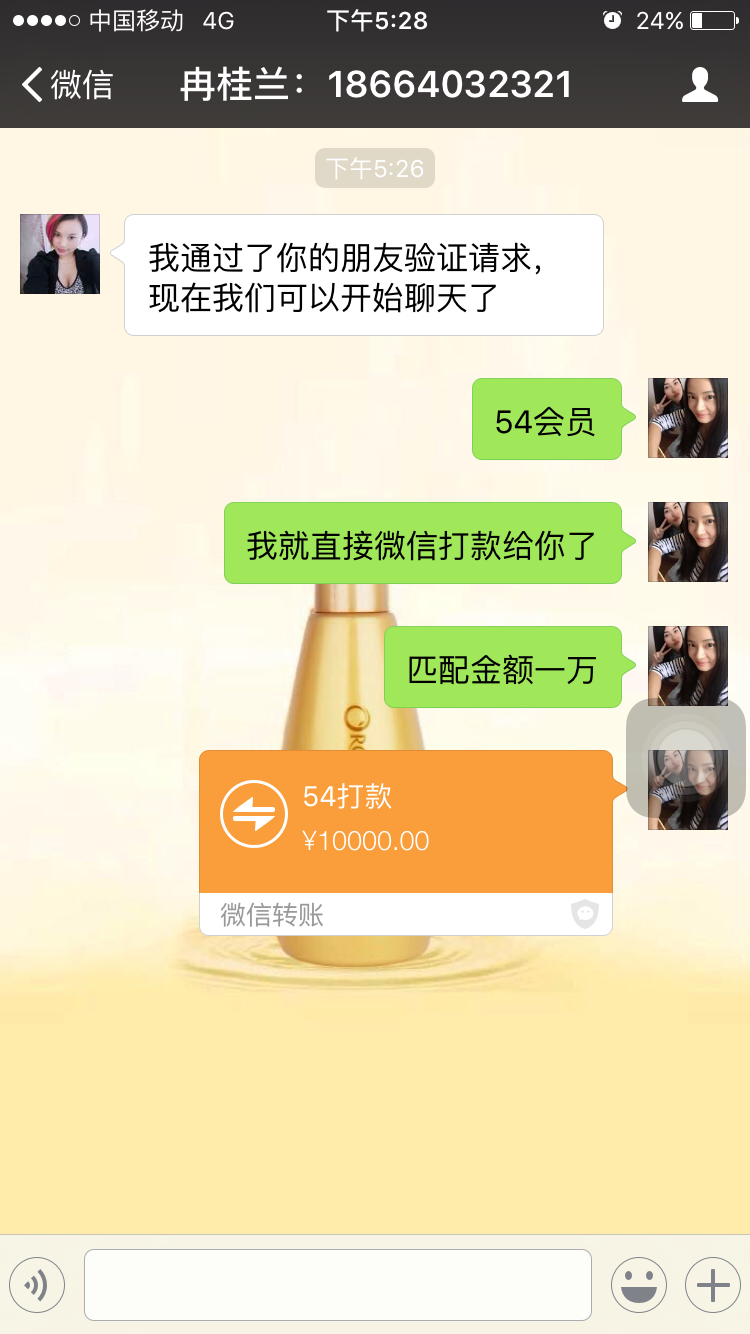 中国移动 4G 下午5:28 24%
微信 冉桂兰：18664032321
下午5:26
我通过了你的朋友验证请求，
现在我们可以开始聊天了
54会员
我就直接微信打款给你了
匹配金额一万
54打款
¥10000.00
微信转账